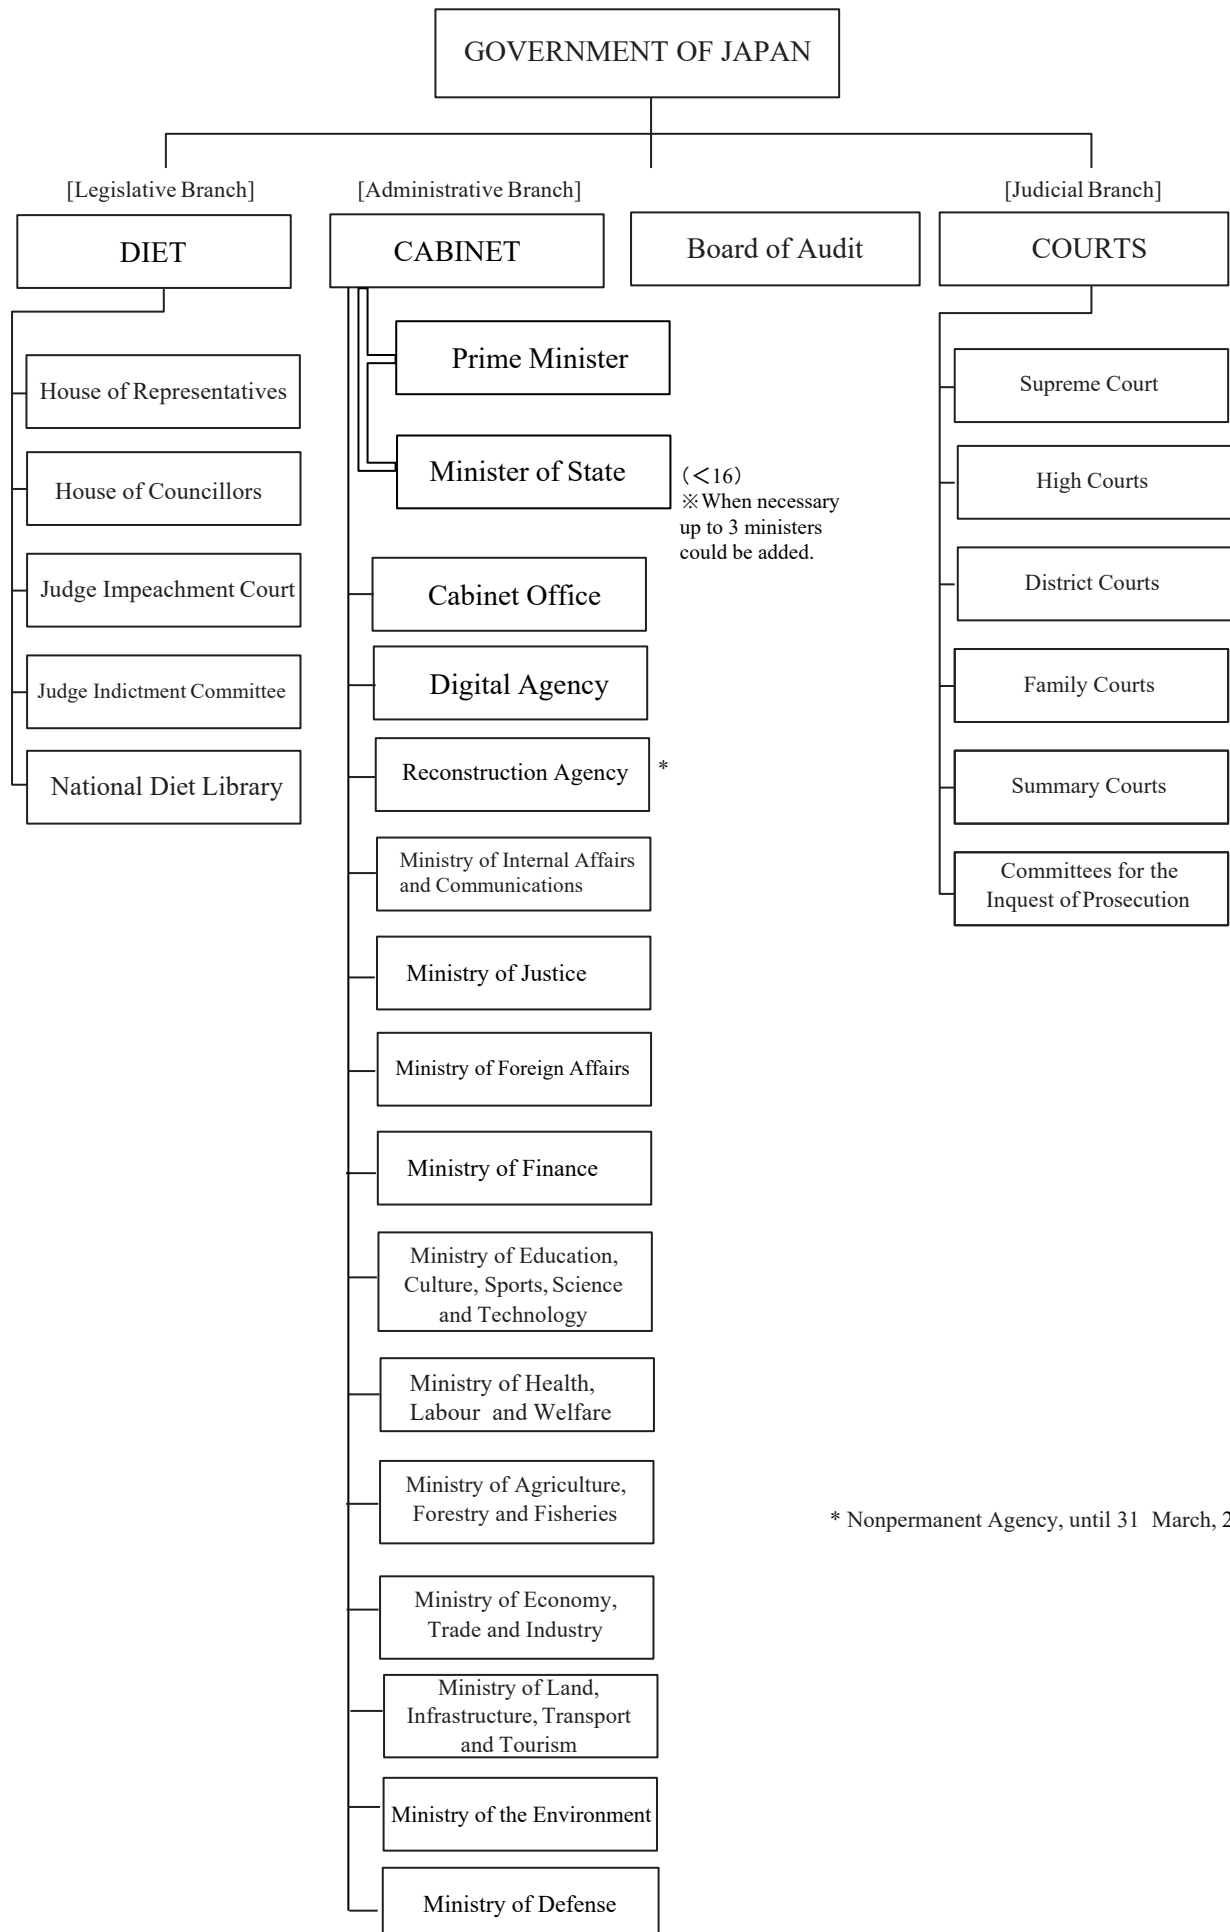 GOVERNMENT OF JAPAN
[Legislative Branch]
[Administrative Branch]
[Judicial Branch]
DIET
CABINET
Board of Audit
COURTS
House of Representatives
House of Councillors
Judge Impeachment Court
Judge Indictment Committee
National Diet Library
Prime Minister
Minister of State
(<16)
※When necessary
up to 3 ministers
could be added.
Cabinet Office
Digital Agency
Reconstruction Agency
*
Ministry of Internal Affairs
and Communications
Ministry of Justice
Ministry of Foreign Affairs
Ministry of Finance
Ministry of Education,
Culture, Sports, Science
and Technology
Ministry of Health,
Labour and Welfare
Ministry of Agriculture,
Forestry and Fisheries
Ministry of Economy,
Trade and Industry
Ministry of Land,
Infrastructure, Transport
and Tourism
Ministry of the Environment
Ministry of Defense
Supreme Court
High Courts
District Courts
Family Courts
Summary Courts
Committees for the
Inquest of Prosecution
* Nonpermanent Agency, until 31 March, 2